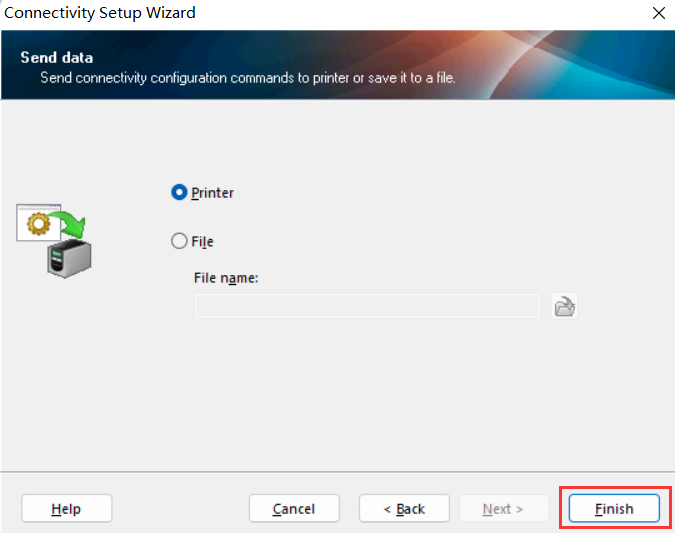 Connectivity Setup Wizard
Send data
Send connectivity configuration commands to printer or save it to a file.
Printer
File
File name:
Help
Cancel
< Back
Next >
Finish